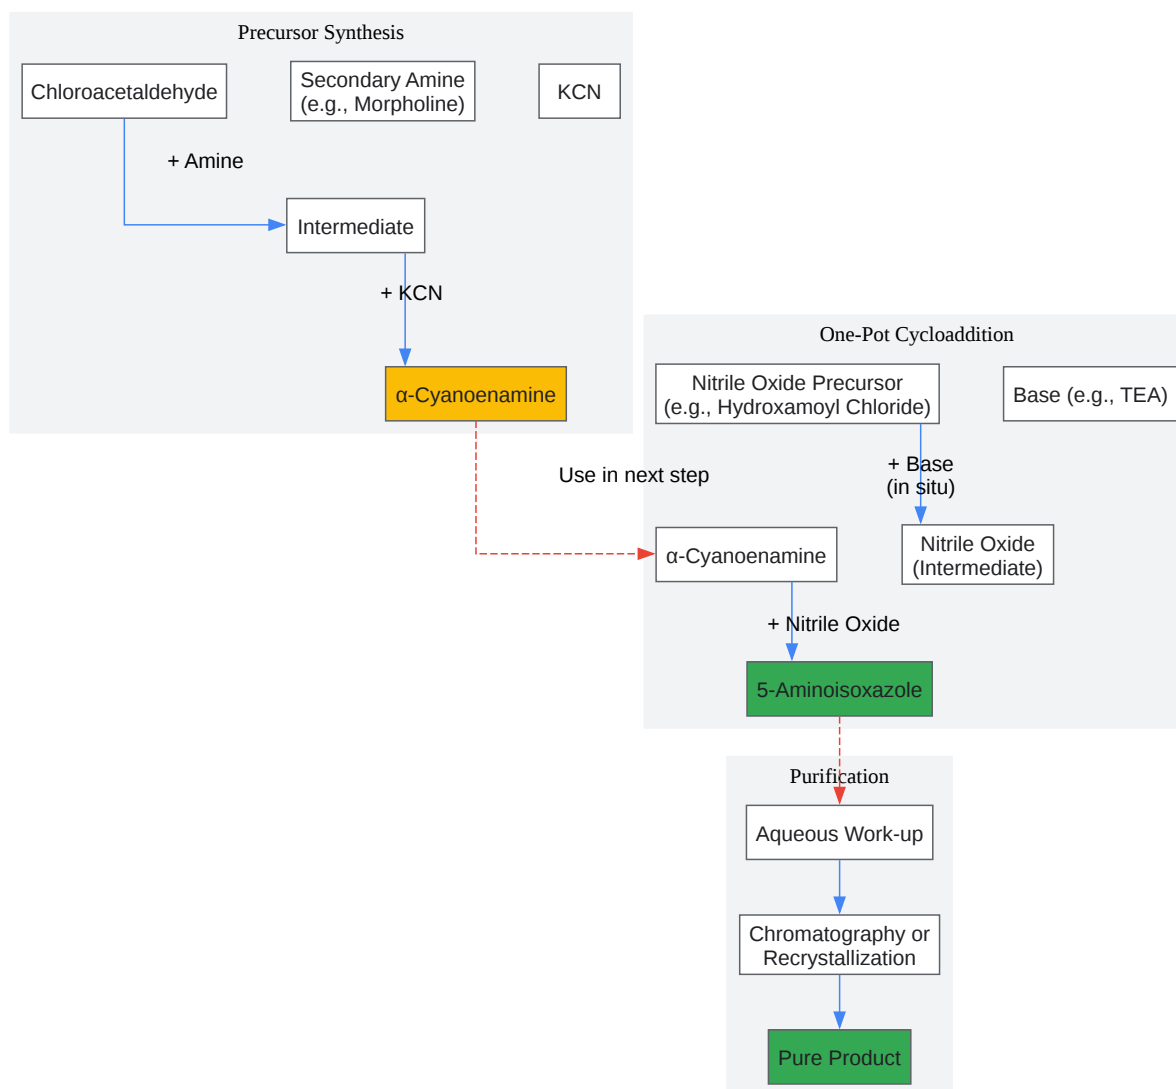 Precursor Synthesis
Chloroacetaldehyde
Secondary Amine
(e.g., Morpholine)
KCN
+ Amine
Intermediate
+ KCN
α-Cyanoenamine
One-Pot Cycloaddition
Nitrile Oxide Precursor
(e.g., Hydroxamoyl Chloride)
Base (e.g., TEA)
+ Base
(in situ)
Use in next step
α-Cyanoenamine
Nitrile Oxide
(Intermediate)
+ Nitrile Oxide
5-Aminoisoxazole
Purification
Aqueous Work-up
Chromatography or
Recrystallization
Pure Product